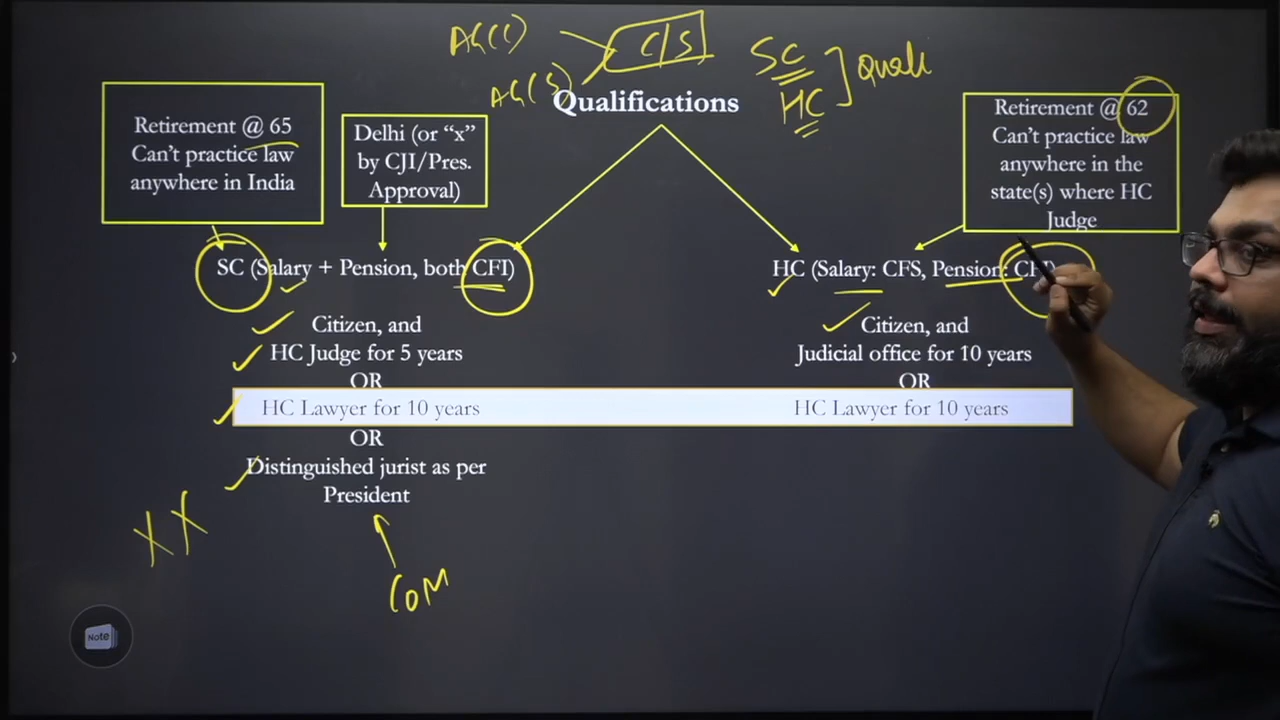 AG(C)
C/S
AG(S)
SC
HC
Quali
Qualifications
Retirement @ 65
Can't practice law
anywhere in India
Delhi (or “x”
by CJI/Pres.
Approval)
Retirement @ 62
Can't practice law
anywhere in the
state(s) where HC
Judge
SC (Salary + Pension, both CFI)
Citizen, and
HC Judge for 5 years
OR
HC Lawyer for 10 years
OR
Distinguished jurist as per
President
HC (Salary: CFS, Pension: CFI)
Citizen, and
Judicial office for 10 years
OR
HC Lawyer for 10 years
XX
COM
Note